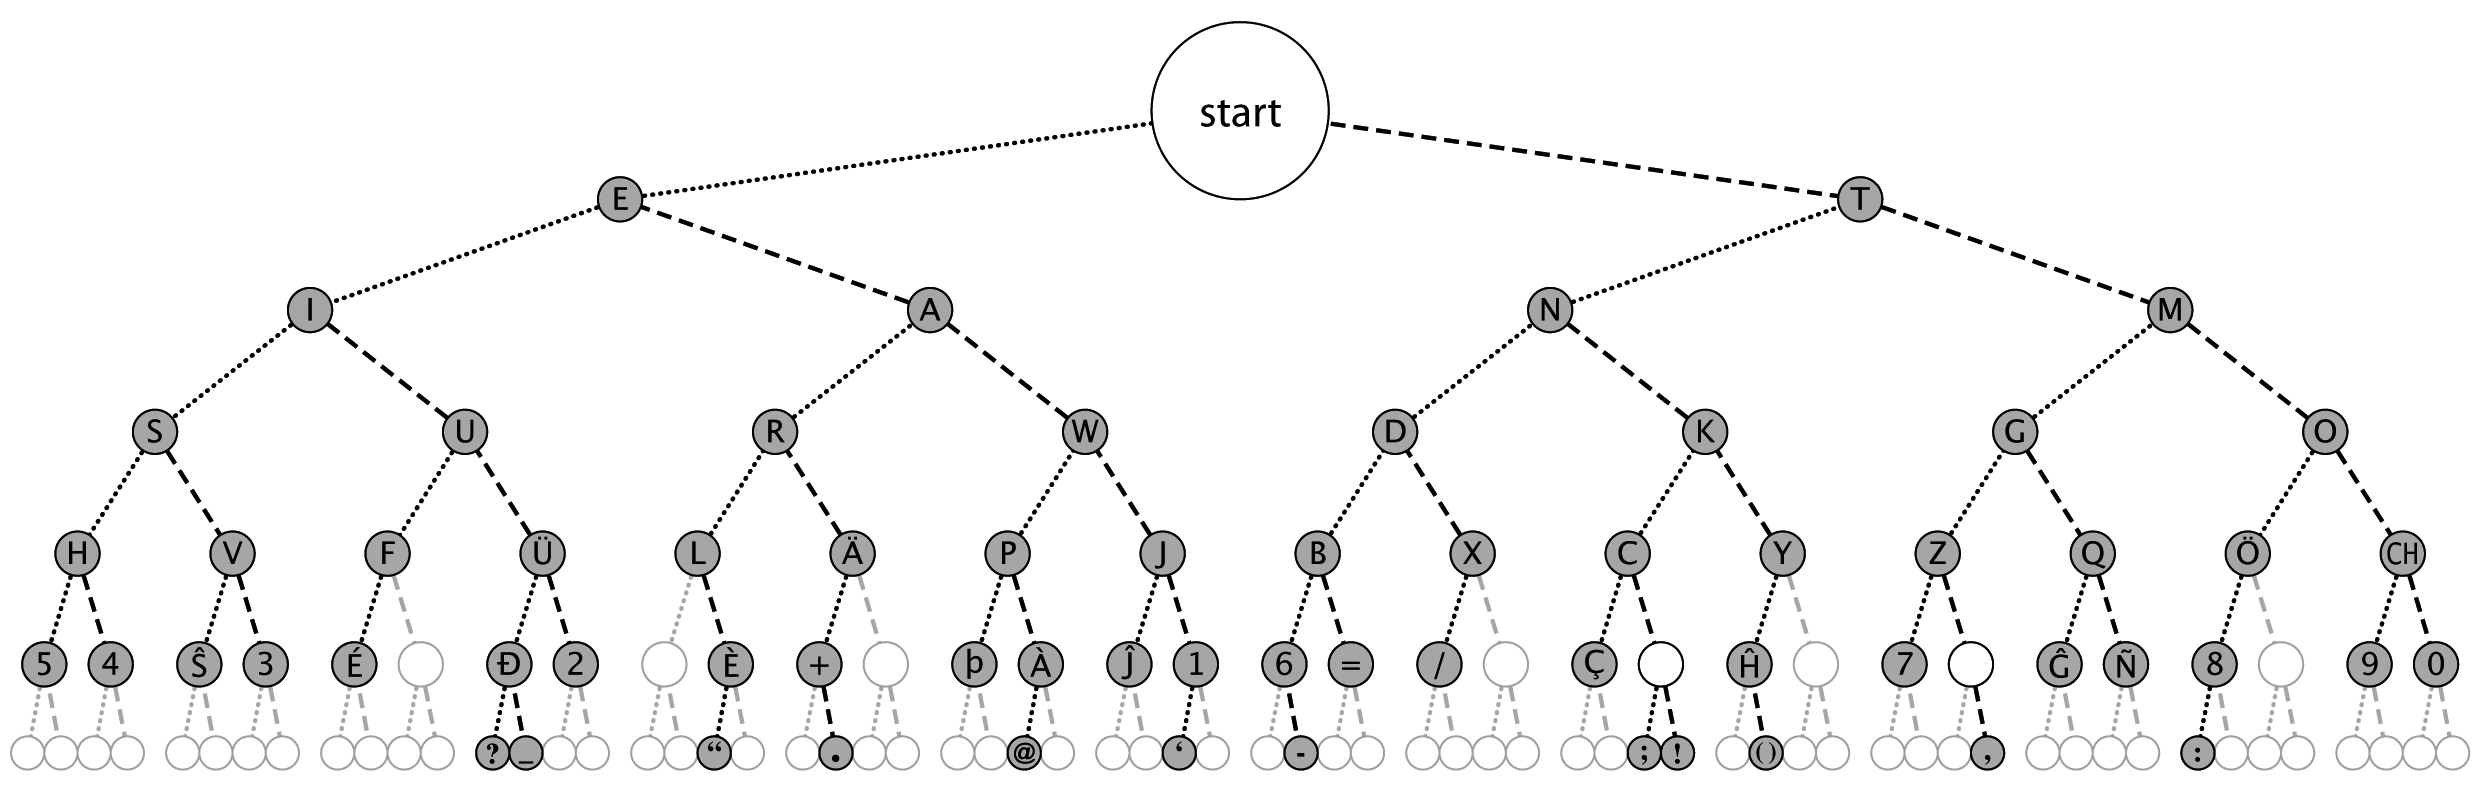 start
E T
I A N M
S U R W D K G O
H V F Ü L Ä P J B X C Y Z Q Ö CH
5 4 Ŝ 3 É Đ 2 È + þ À Ĵ 1 6 = / Ç Ĥ 7 Ĝ Ñ 8 9 0
? _ “ . @ ‘ - ; ! () , :